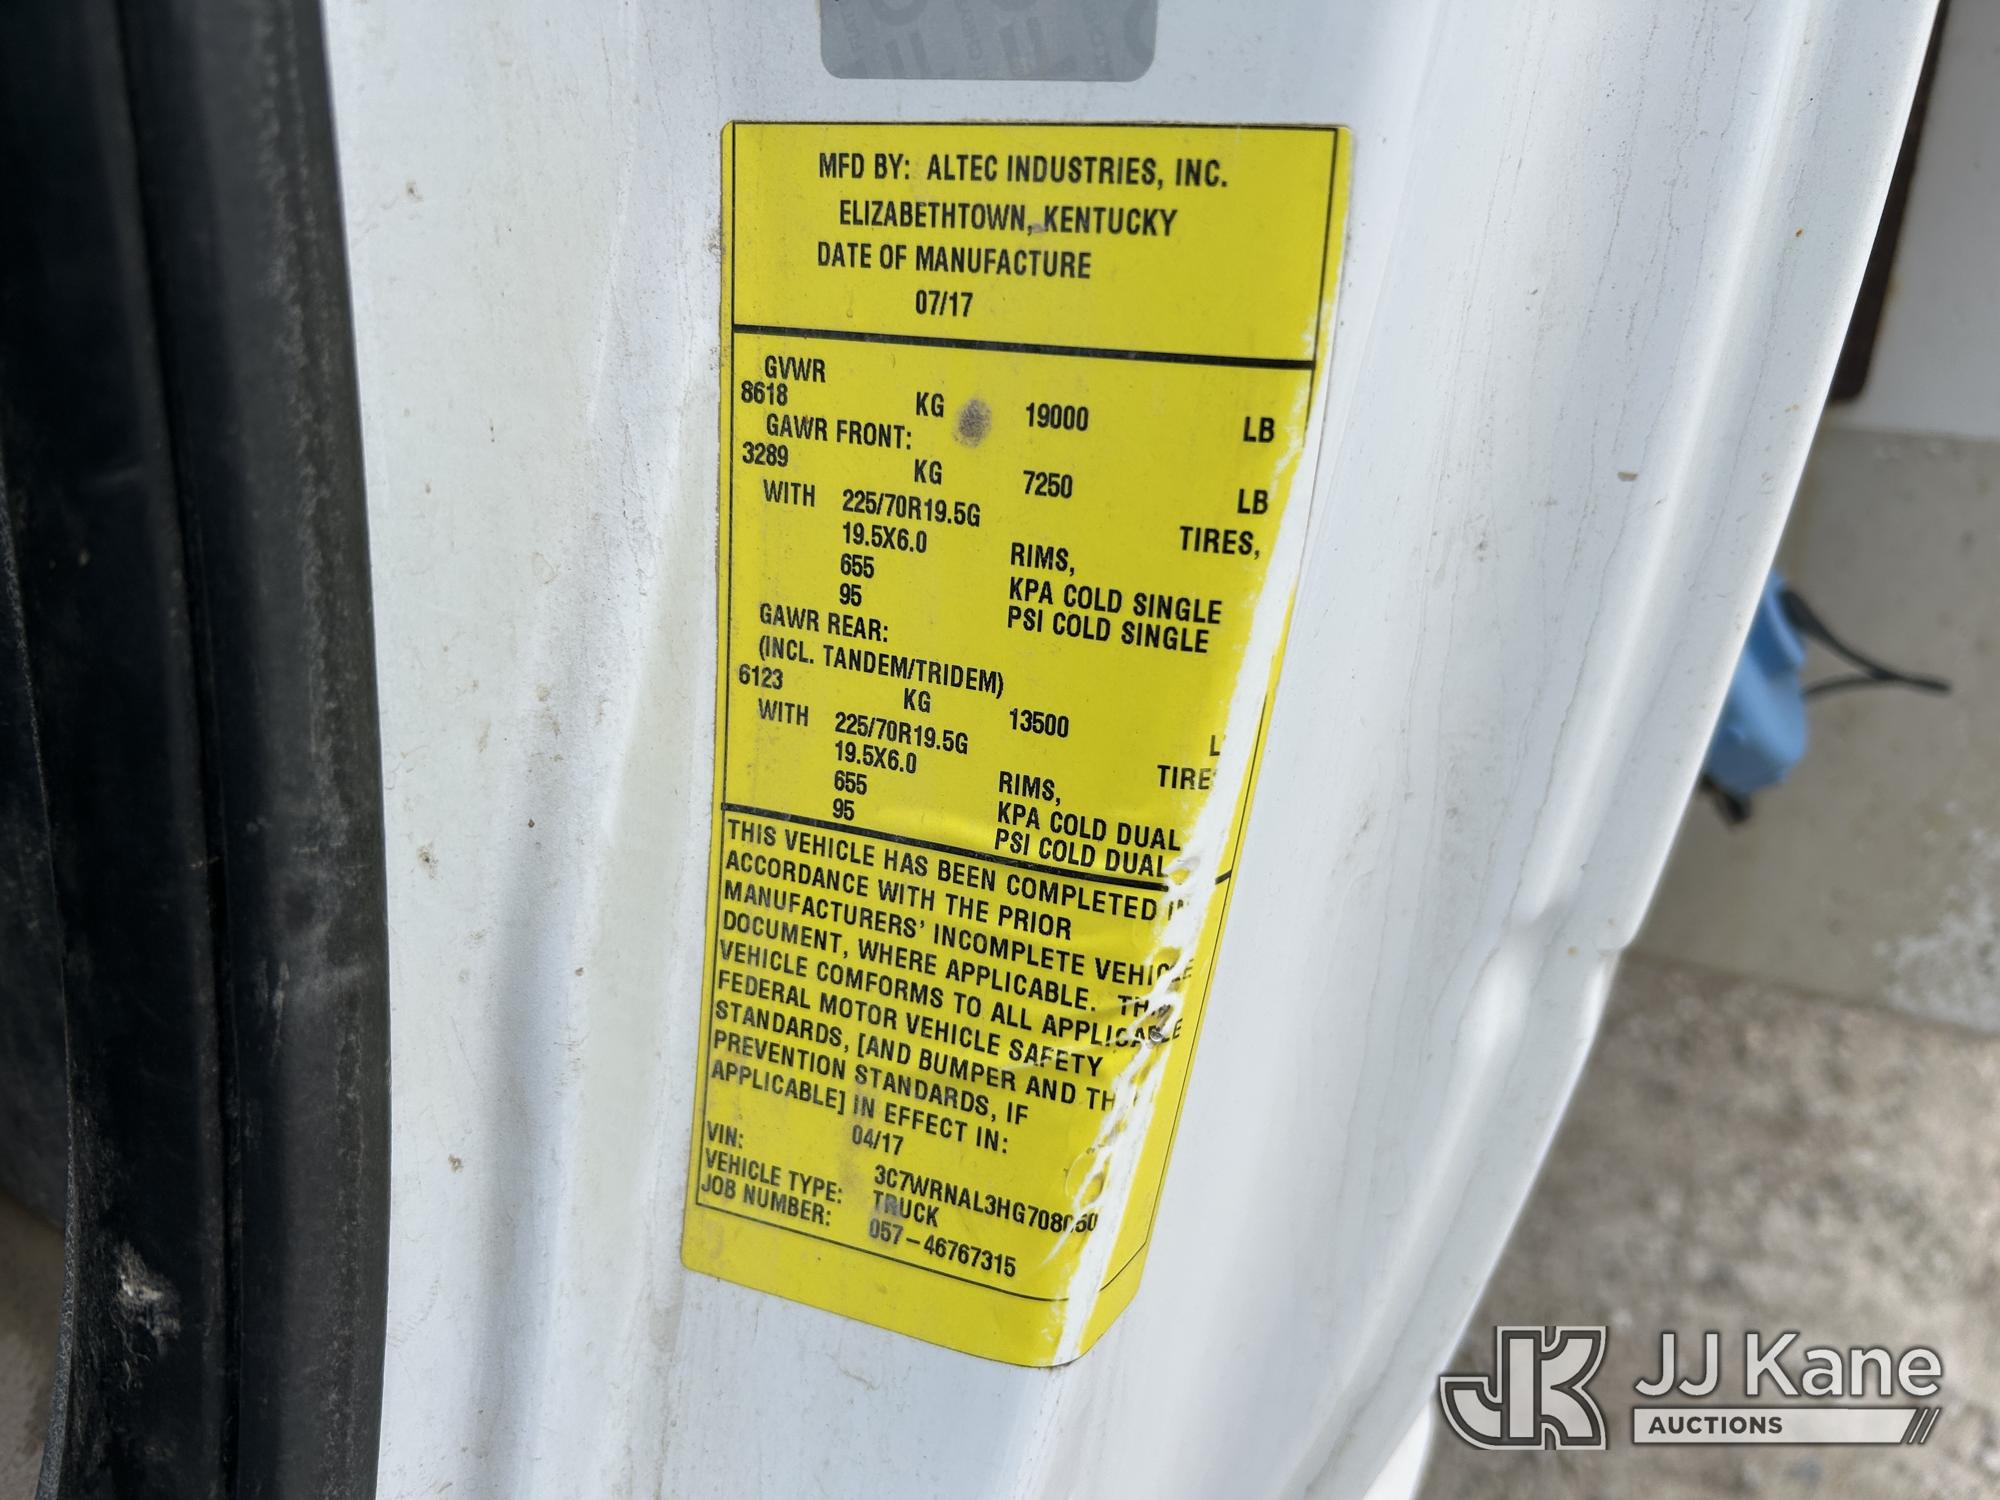 MFD BY: ALTEC INDUSTRIES, INC.
ELIZABETHTOWN, KENTUCKY
DATE OF MANUFACTURE
07/17
GVWR
8618 KG 19000 LB
GAWR FRONT:
3289 KG 7250 LB
WITH 225/70R19.5G TIRES,
19.5X6.0 RIMS,
655 KPA COLD SINGLE
95 PSI COLD SINGLE
GAWR REAR:
(INCL. TANDEM/TRIDEM)
6123 KG 13500
WITH 225/70R19.5G
19.5X6.0 RIMS,
655 KPA COLD DUAL
95 PSI COLD DUAL
THIS VEHICLE HAS BEEN COMPLETED
ACCORDANCE WITH THE PRIOR
MANUFACTURERS' INCOMPLETE VEHICLE
DOCUMENT, WHERE APPLICABLE. THIS
VEHICLE COMFORMS TO ALL APPLICABLE
FEDERAL MOTOR VEHICLE SAFETY
STANDARDS, [AND BUMPER AND
PREVENTION STANDARDS, IF
APPLICABLE] IN EFFECT IN:
04/17
VIN:
VEHICLE TYPE: TRUCK
JOB NUMBER: 057-46767315
JK JJ Kane
AUCTIONS